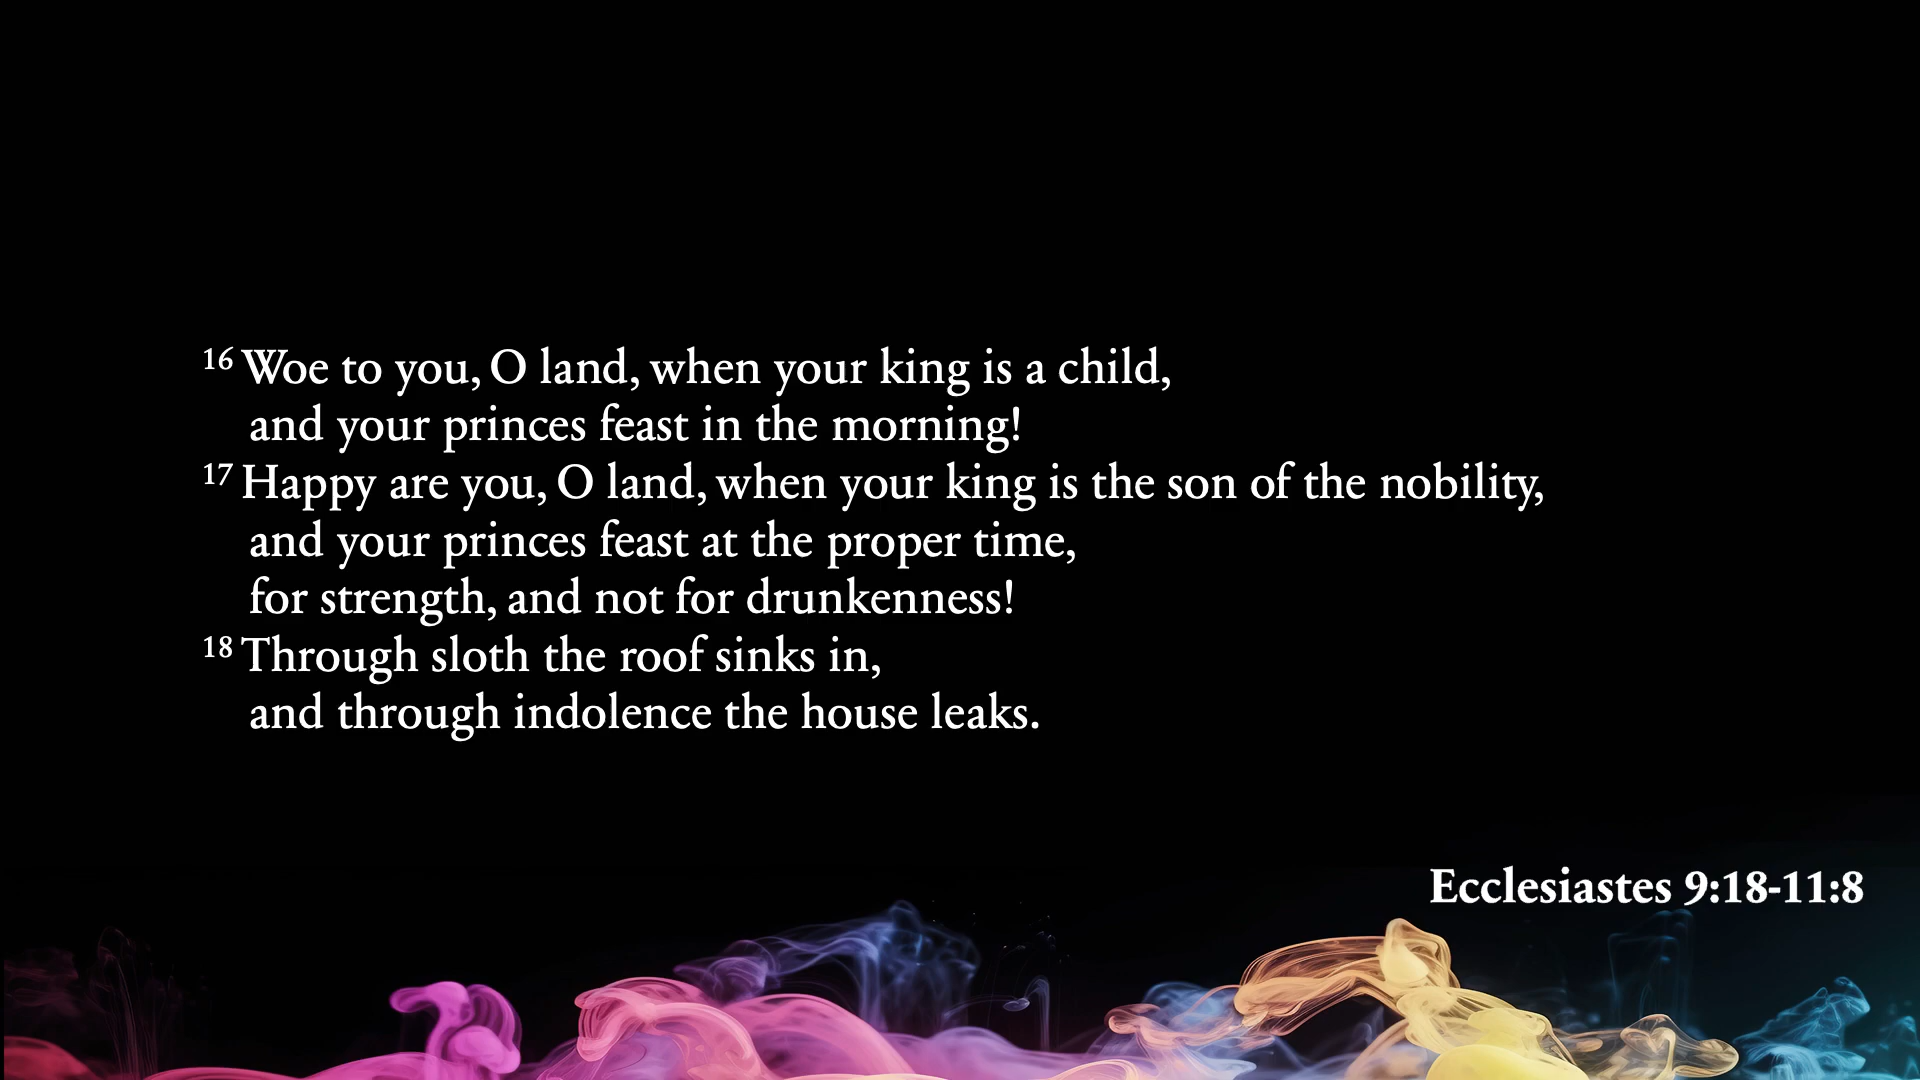 16 Woe to you, O land, when your king is a child,
and your princes feast in the morning!
17 Happy are you, O land, when your king is the son of the nobility,
and your princes feast at the proper time,
for strength, and not for drunkenness!
18 Through sloth the roof sinks in,
and through indolence the house leaks.
Ecclesiastes 9:18-11:8